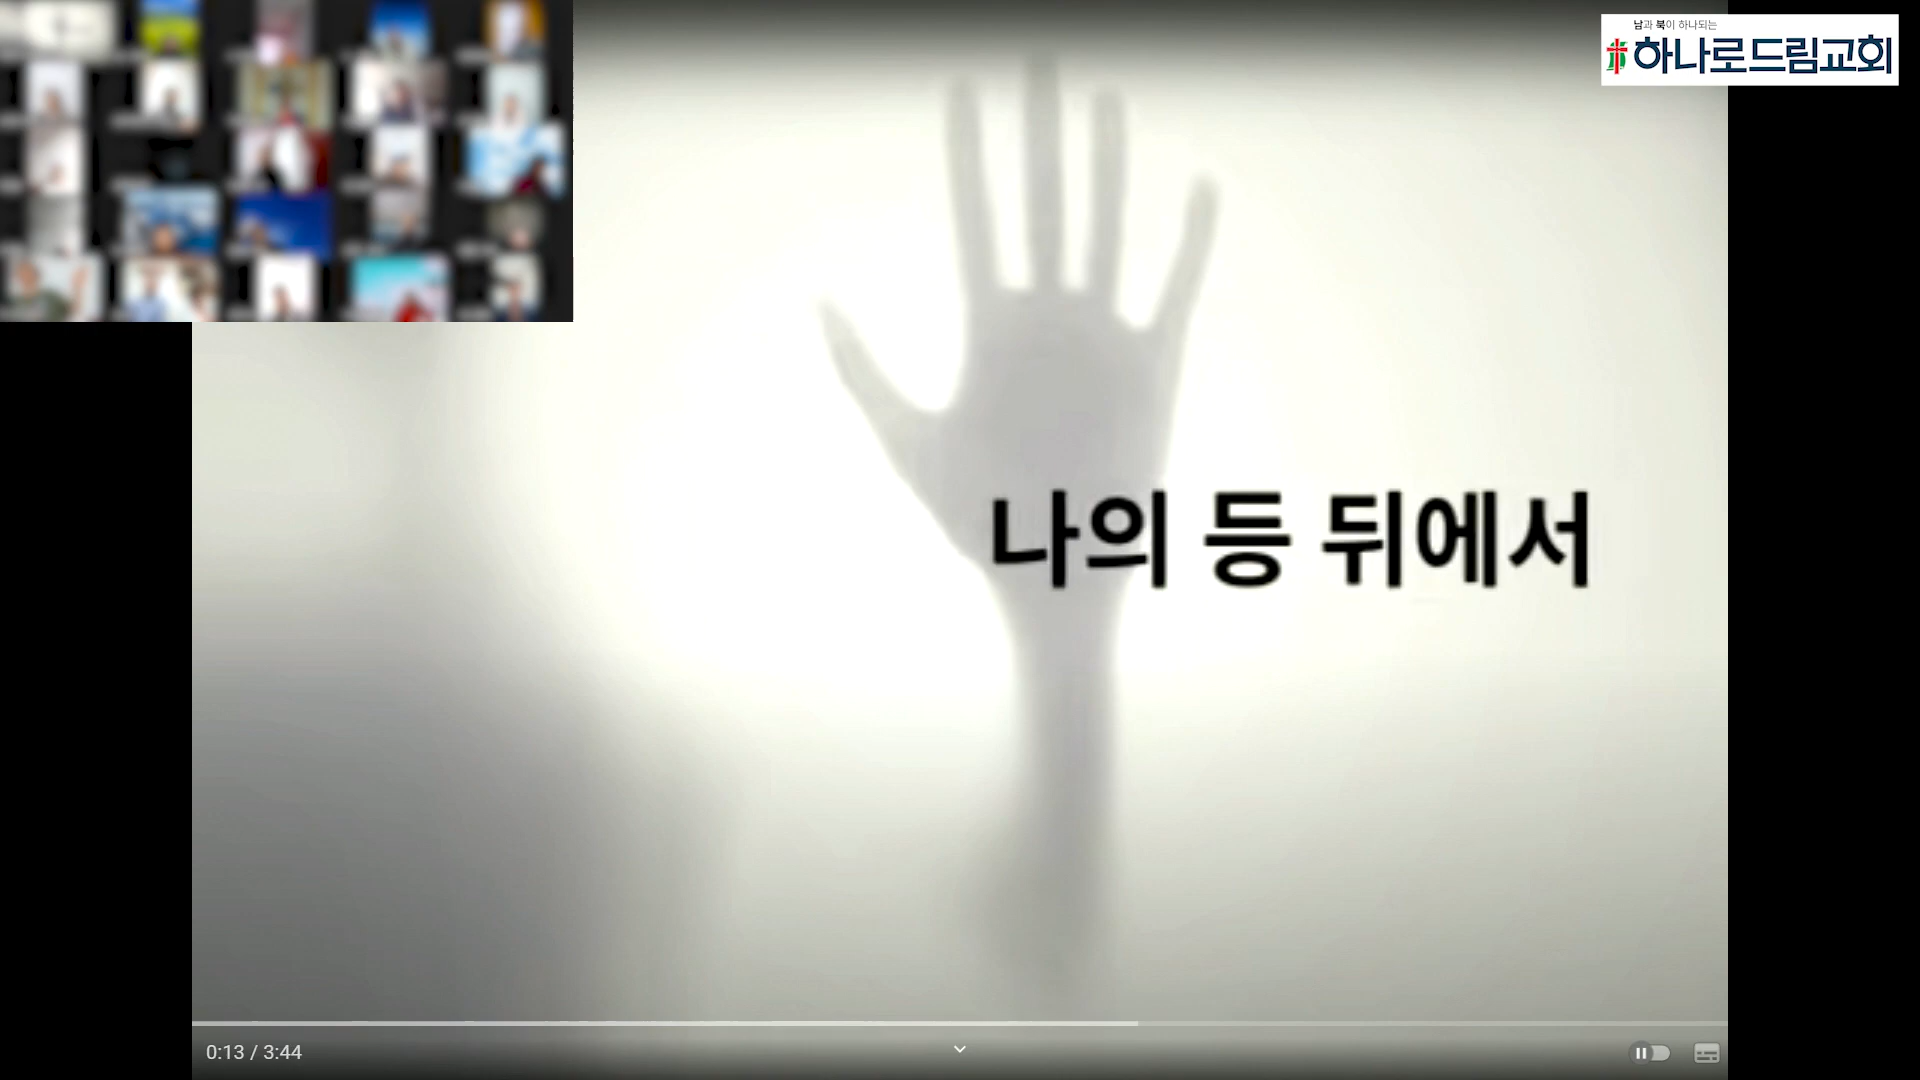 남과 북이 하나되는
하나로드림교회
나의 등 뒤에서
0:13 / 3:44